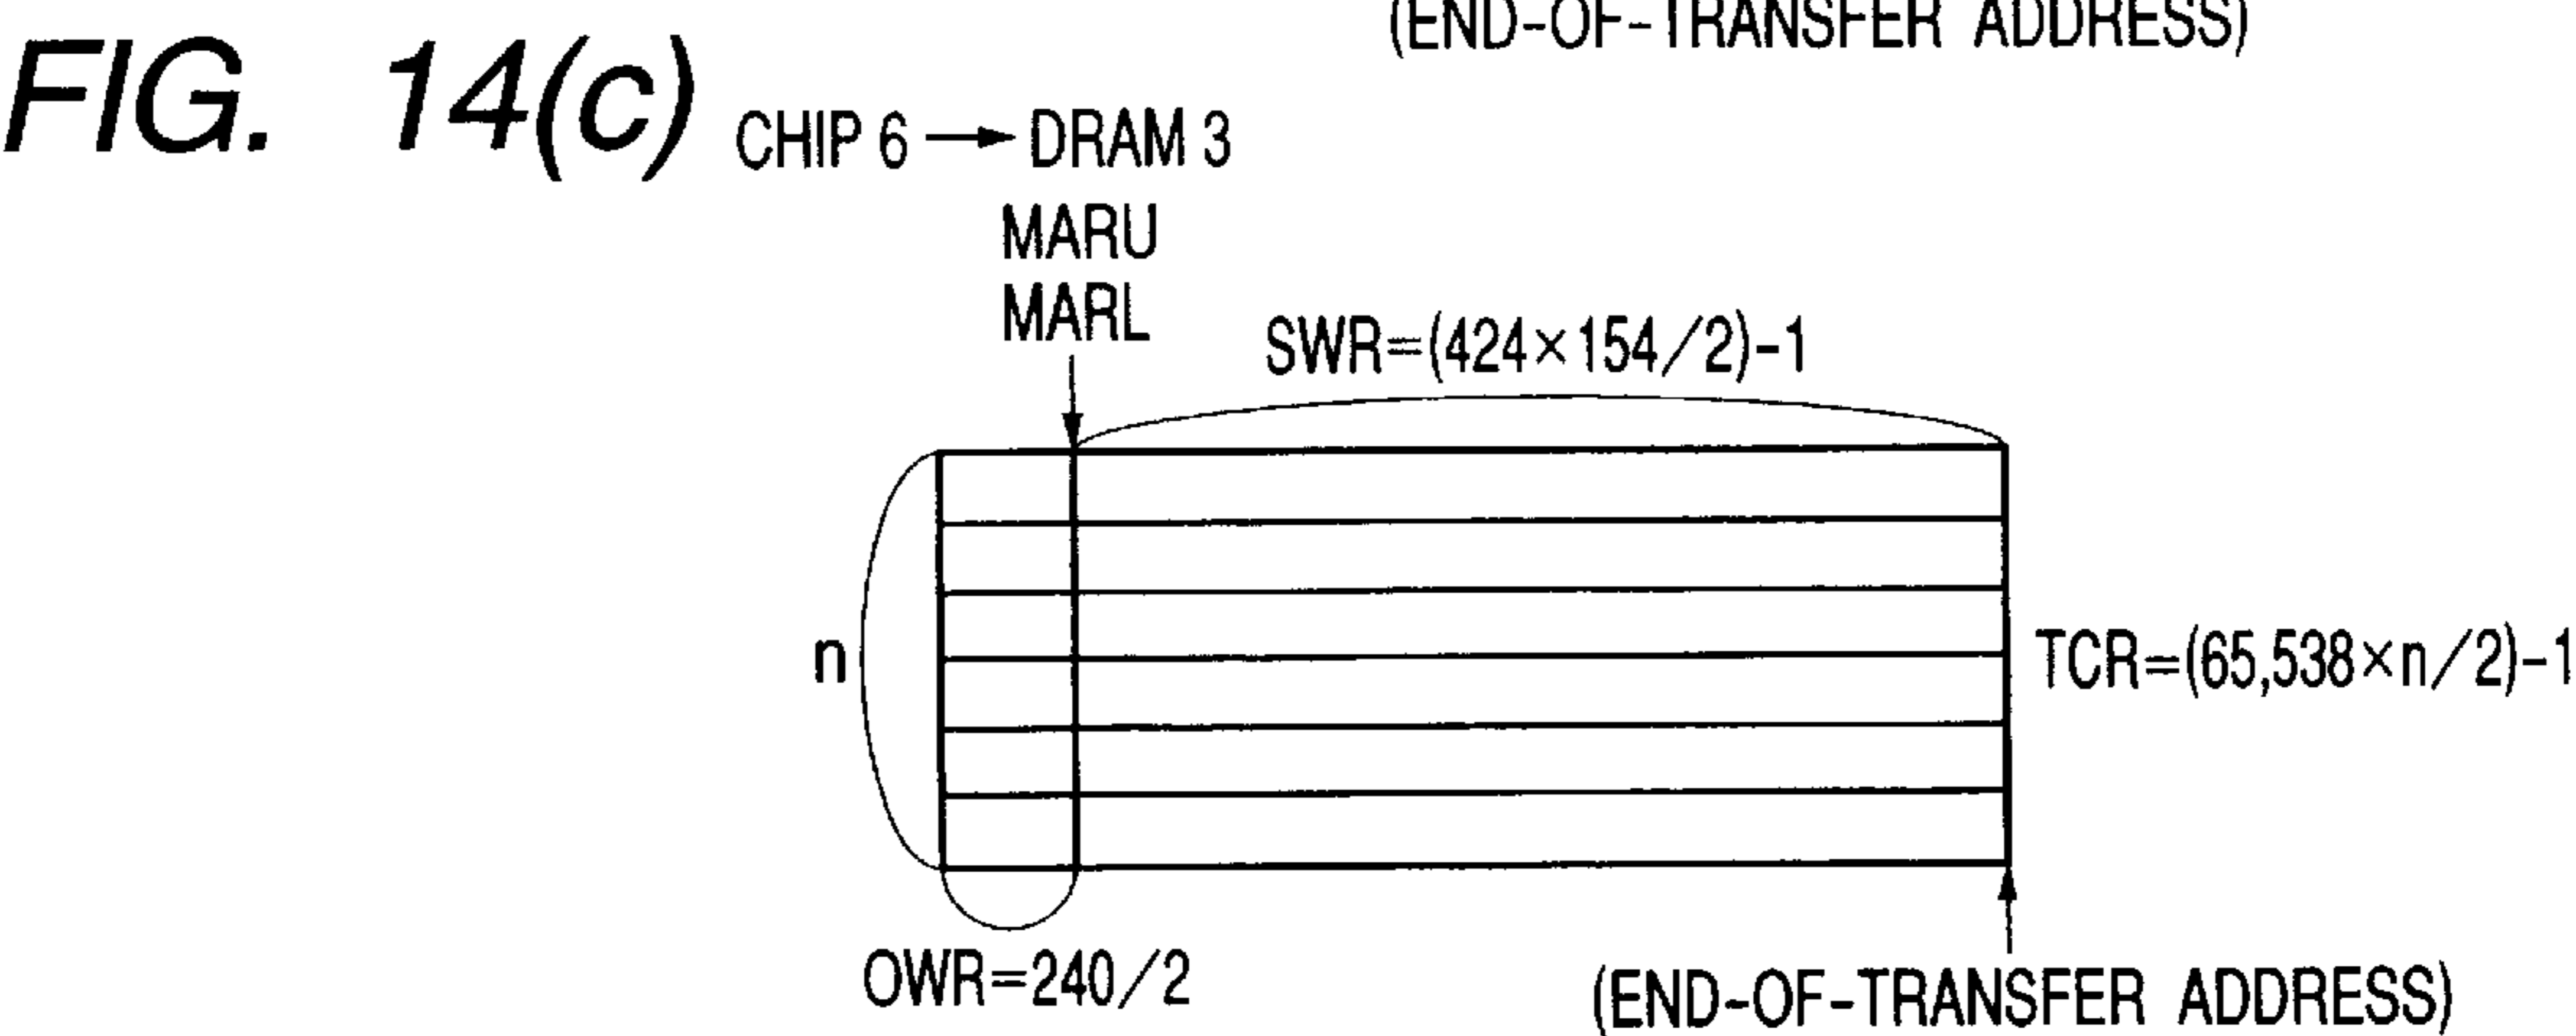 (END-OF-TRANSFER ADDRESS)
FIG. 14(c)
CHIP 6 → DRAM 3
MARU
MARL
SWR=(424×154/2)-1
n
TCR=(65,538×n/2)-1
OWR=240/2
(END-OF-TRANSFER ADDRESS)